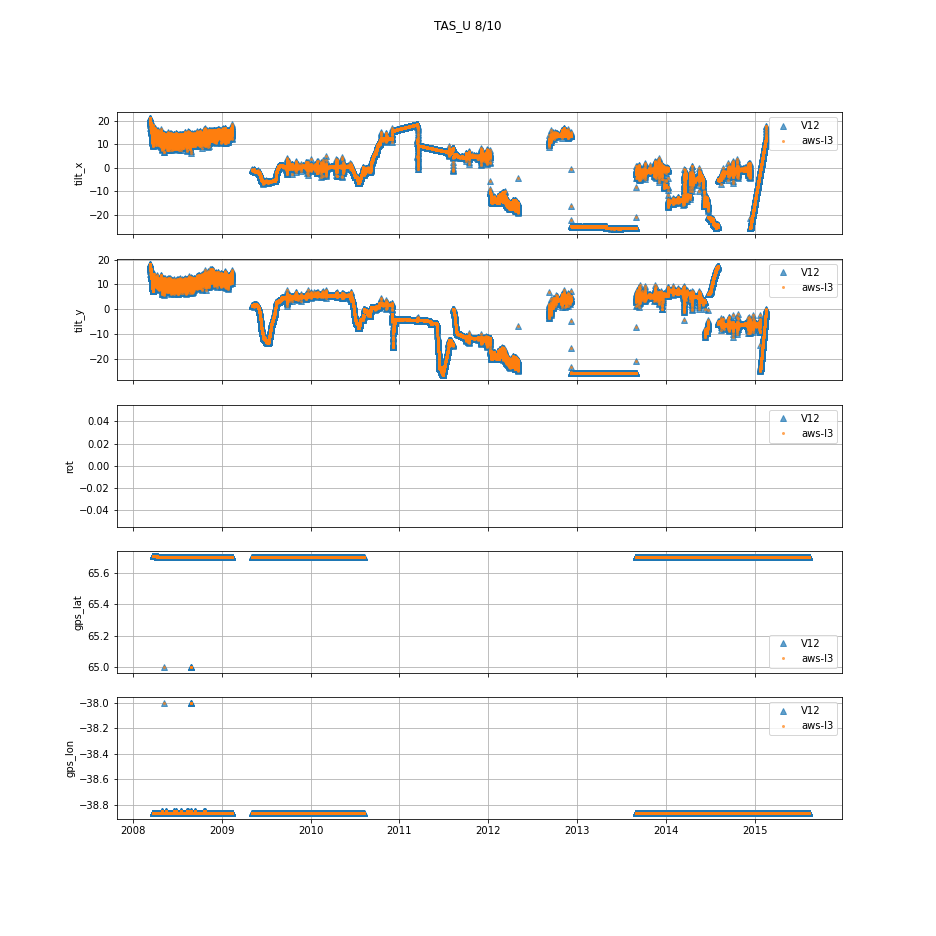 TAS_U 8/10
20
10
0
−10
−20
tilt_x
V12
aws-l3
20
10
0
−10
−20
tilt_y
V12
aws-l3
0.04
0.02
0.00
−0.02
−0.04
rot
V12
aws-l3
65.6
65.4
65.2
65.0
gps_lat
V12
aws-l3
−38.0
−38.2
−38.4
−38.6
−38.8
gps_lon
V12
aws-l3
2008 2009 2010 2011 2012 2013 2014 2015